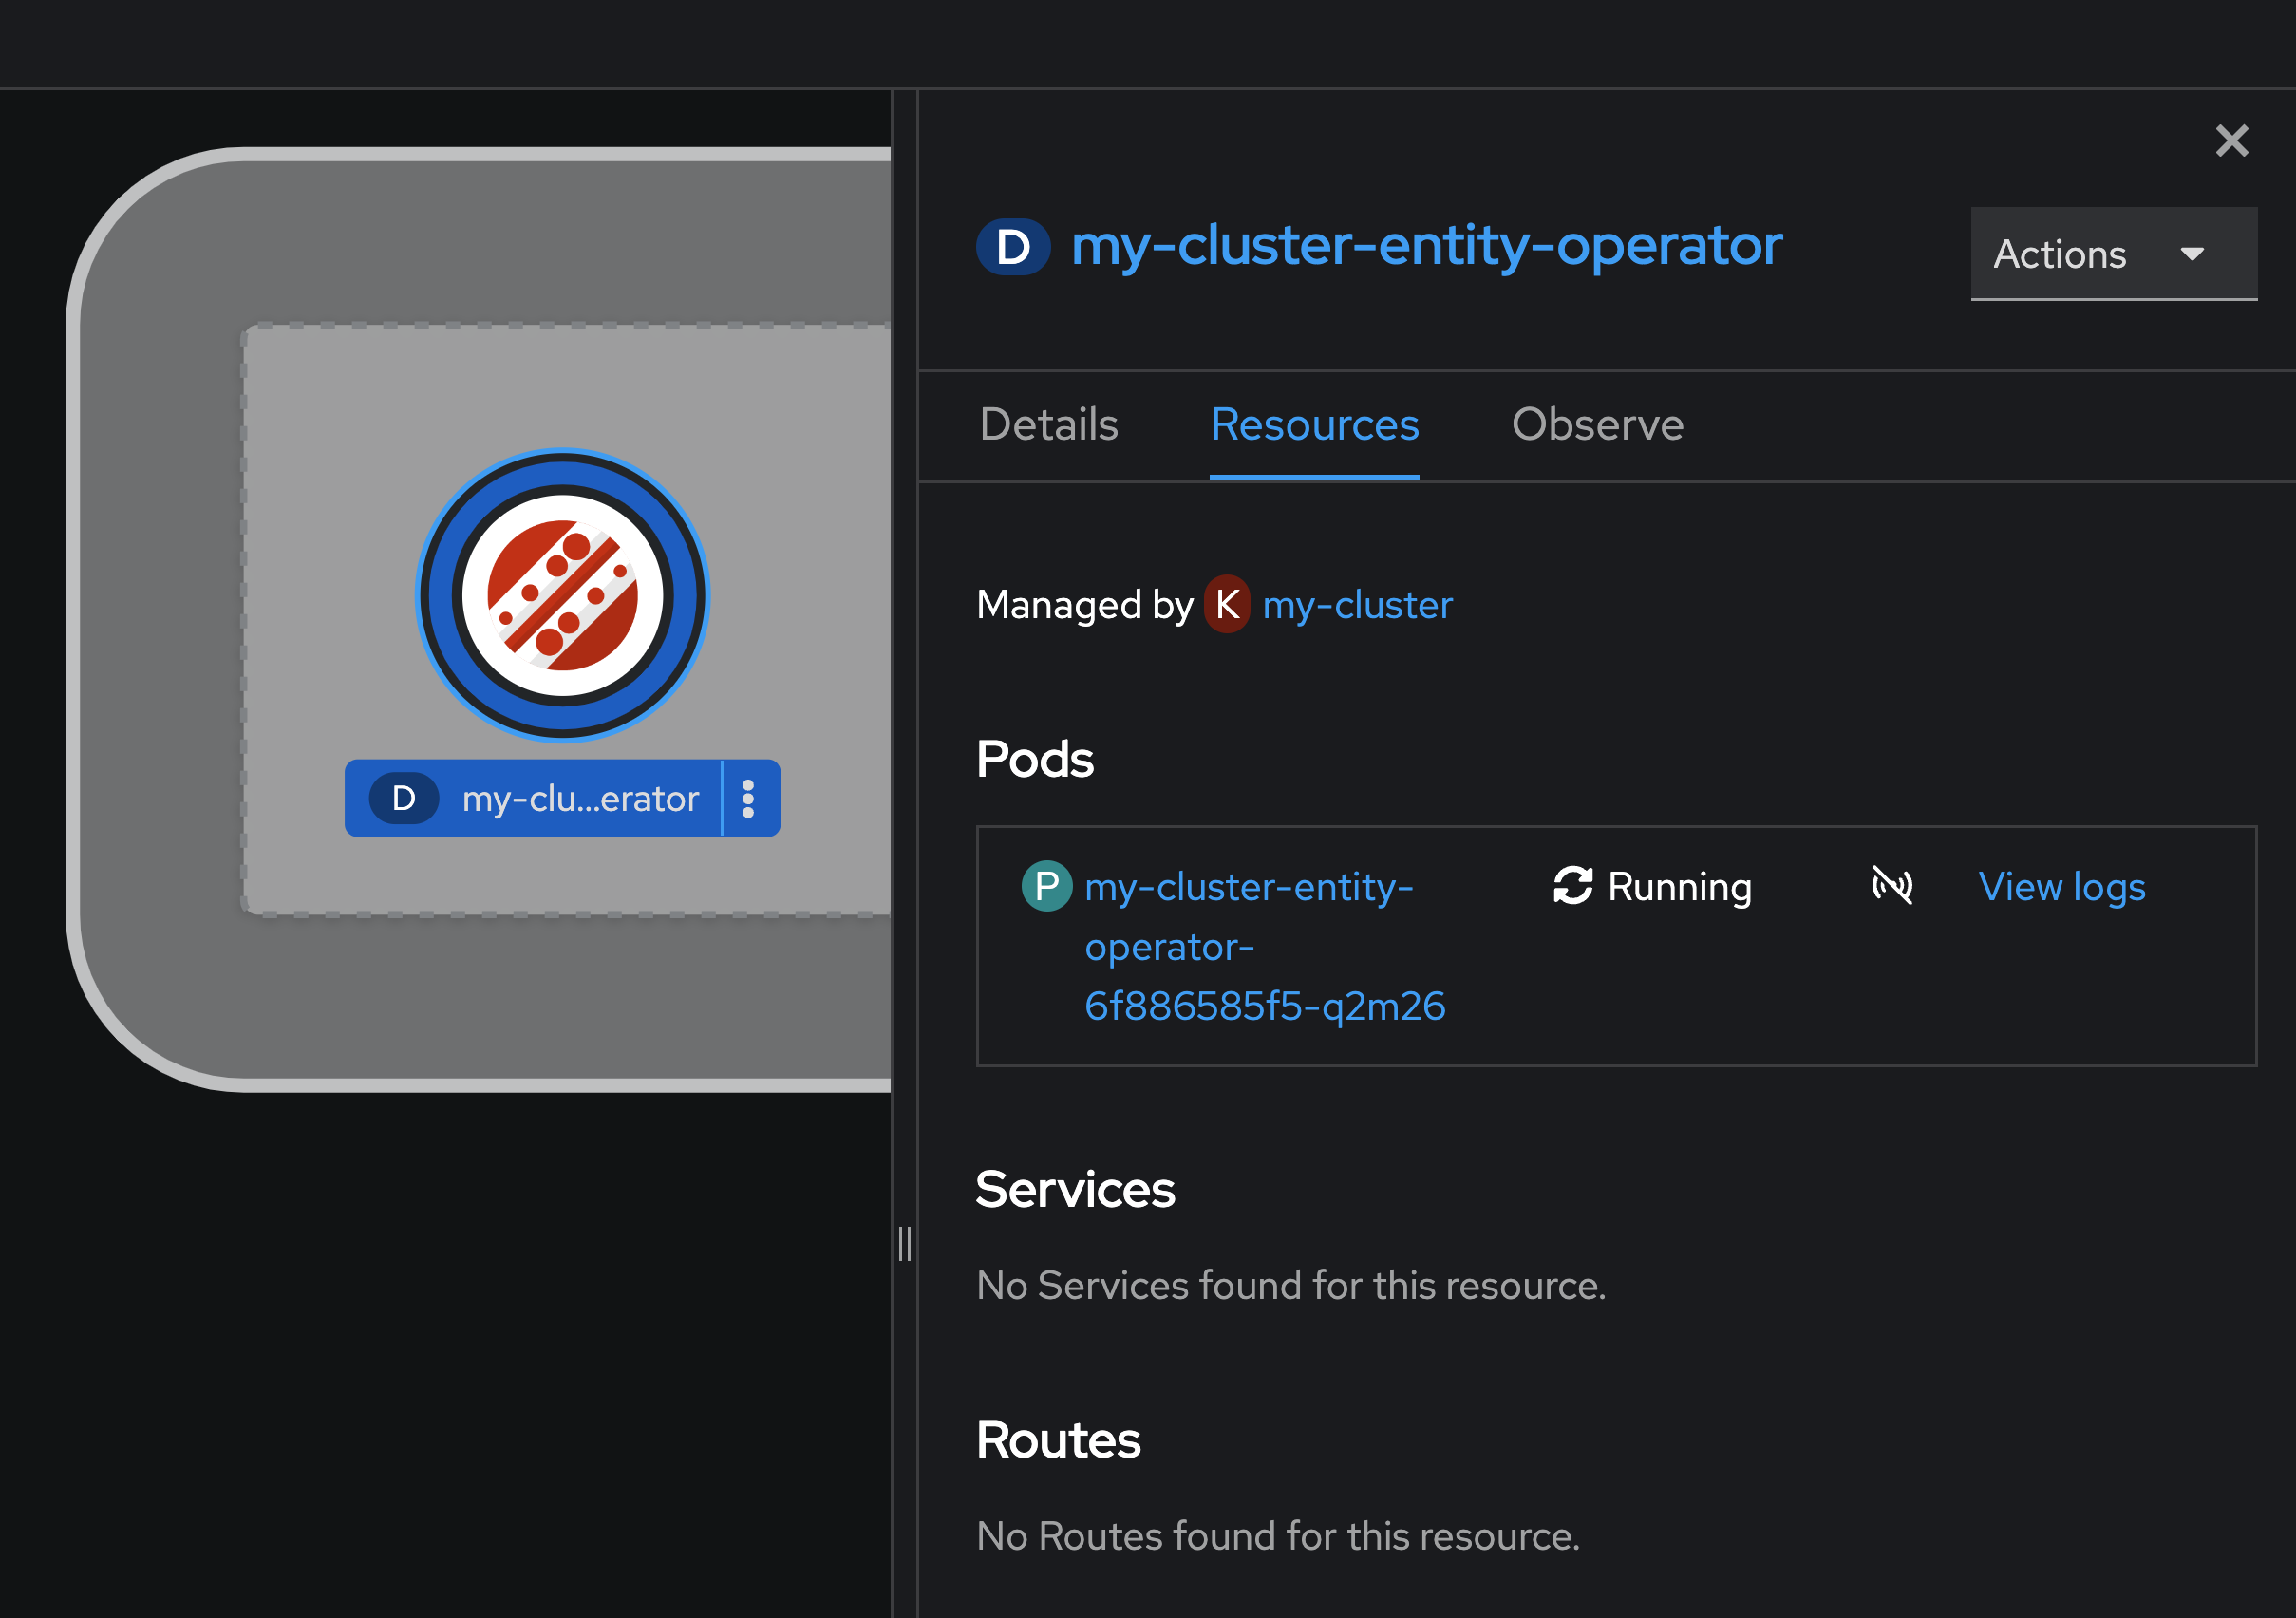 D my-cluster-entity-operator
Actions
Details Resources Observe
Managed by K my-cluster
Pods
P my-cluster-entity-
operator-
6f886585f5-q2m26
Running
View logs
Services
No Services found for this resource.
Routes
No Routes found for this resource.
D my-clu...erator